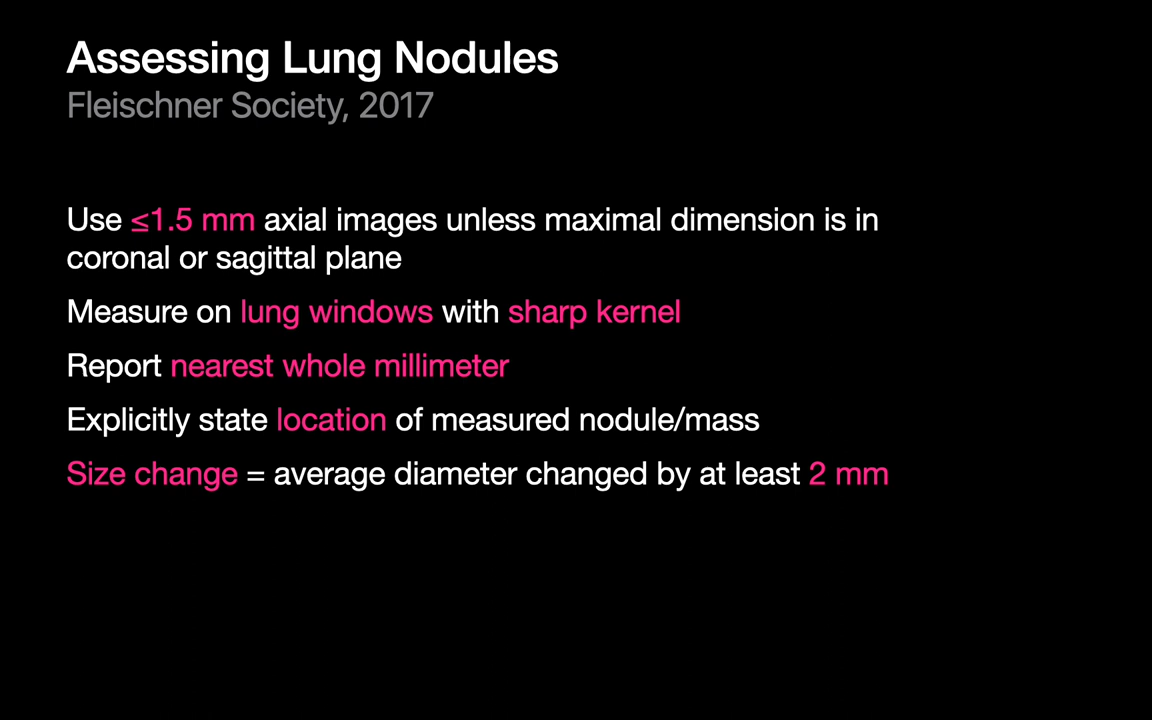 Assessing Lung Nodules
Fleischner Society, 2017
Use ≤1.5 mm axial images unless maximal dimension is in
coronal or sagittal plane
Measure on lung windows with sharp kernel
Report nearest whole millimeter
Explicitly state location of measured nodule/mass
Size change = average diameter changed by at least 2 mm